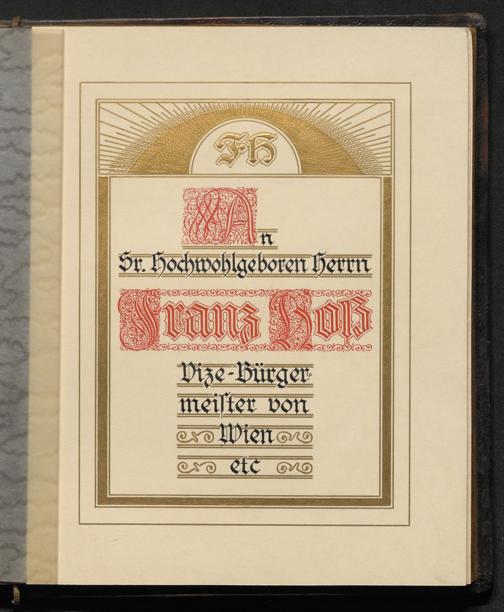 FH
An
Sr. Hochwohlgeboren Herrn
Franz Hoß
Vize-Bürger-
meiſter von
Wien
etc